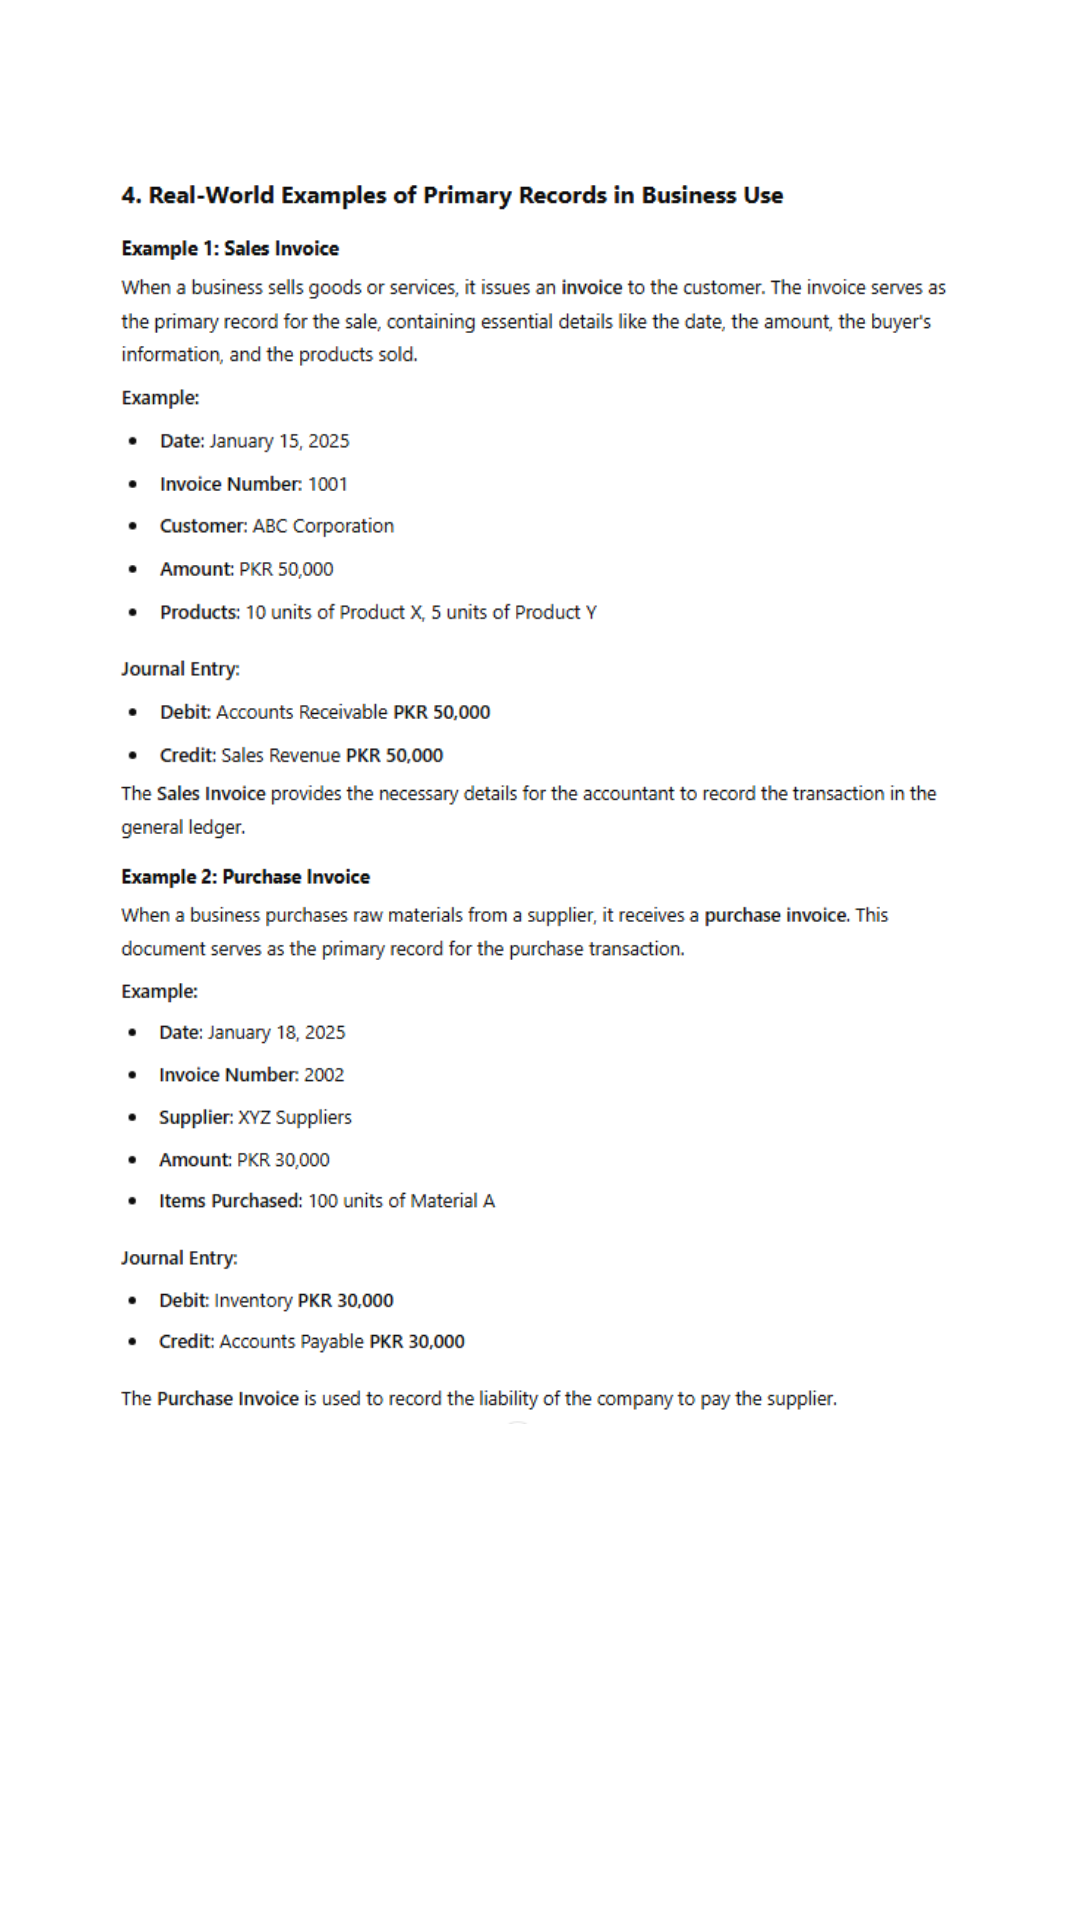 4. Real-World Examples of Primary Records in Business Use
Example 1: Sales Invoice
When a business sells goods or services, it issues an invoice to the customer. The invoice serves as
the primary record for the sale, containing essential details like the date, the amount, the buyer's
information, and the products sold.
Example:
• Date: January 15, 2025
• Invoice Number: 1001
• Customer: ABC Corporation
• Amount: PKR 50,000
• Products: 10 units of Product X, 5 units of Product Y
Journal Entry:
• Debit: Accounts Receivable PKR 50,000
• Credit: Sales Revenue PKR 50,000
The Sales Invoice provides the necessary details for the accountant to record the transaction in the
general ledger.
Example 2: Purchase Invoice
When a business purchases raw materials from a supplier, it receives a purchase invoice. This
document serves as the primary record for the purchase transaction.
Example:
• Date: January 18, 2025
• Invoice Number: 2002
• Supplier: XYZ Suppliers
• Amount: PKR 30,000
• Items Purchased: 100 units of Material A
Journal Entry:
• Debit: Inventory PKR 30,000
• Credit: Accounts Payable PKR 30,000
The Purchase Invoice is used to record the liability of the company to pay the supplier.